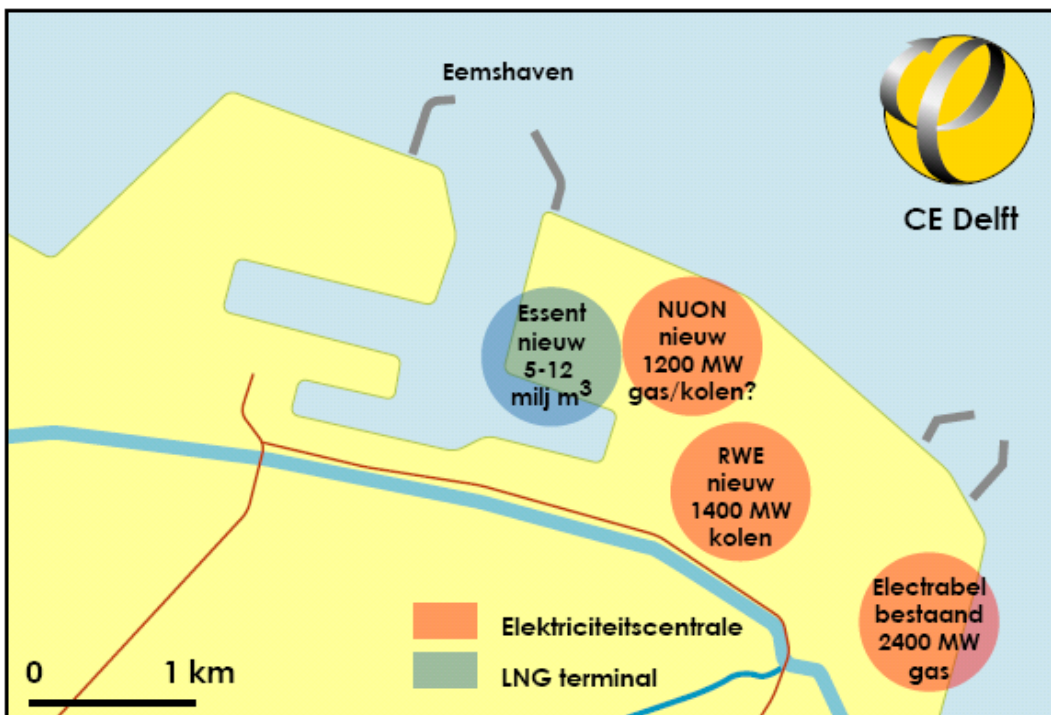 Eemshaven
CE Delft
Essent
nieuw
5-12
milj m³
NUON
nieuw
1200 MW
gas/kolen?
RWE
nieuw
1400 MW
kolen
Electrabel
bestaand
2400 MW
gas
Elektriciteitscentrale
LNG terminal
0 1 km